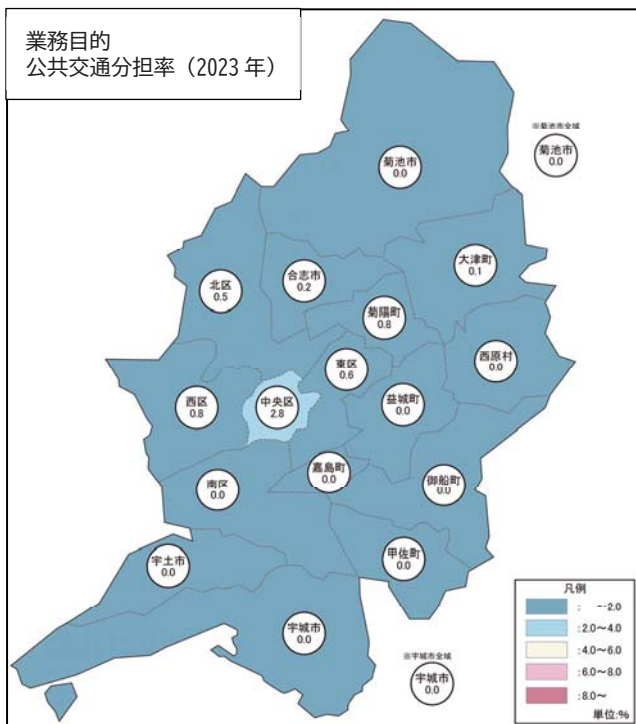 業務目的
公共交通分担率（2023年）
※菊池市全域
菊池市
0.0
菊池市
0.0
大津町
0.1
合志市
0.2
北区
0.5
菊陽町
0.8
西原村
0.0
東区
0.6
西区
0.8
中央区
2.8
益城町
0.0
嘉島町
0.0
御船町
0.0
南区
0.0
甲佐町
0.0
宇土市
0.0
宇城市
0.0
※宇城市全域
宇城市
0.0
凡例
: ～2.0
:2.0～4.0
:4.0～6.0
:6.0～8.0
:8.0～
単位:%